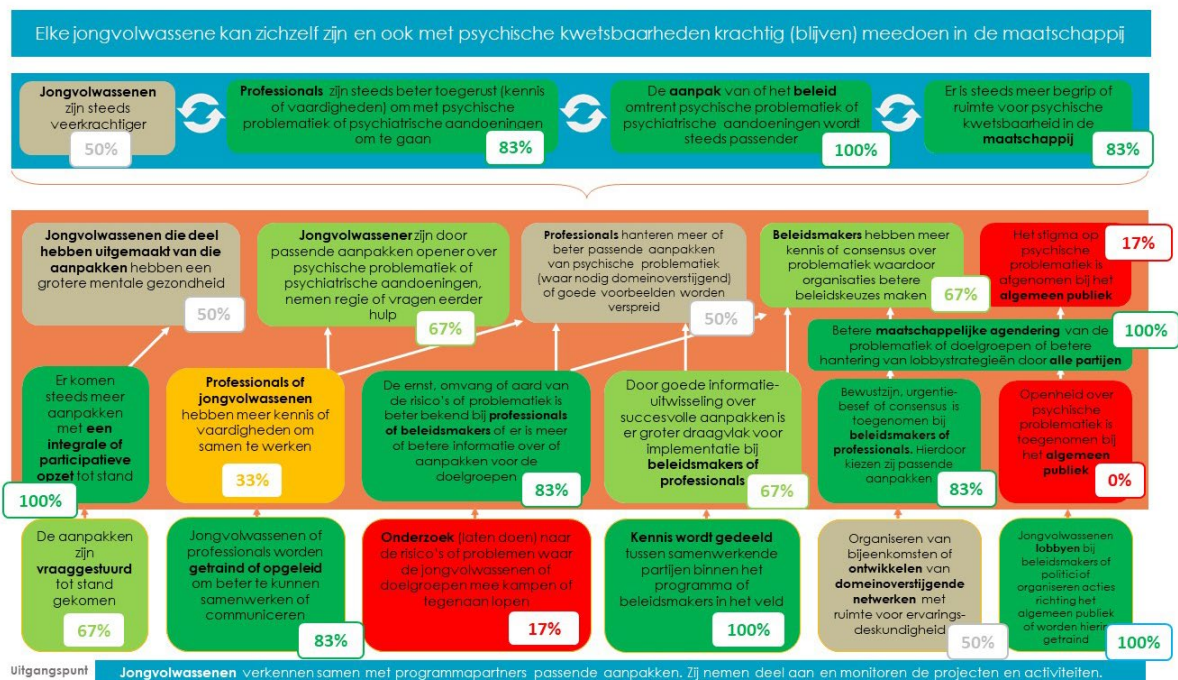 Elke jongvolwassene kan zichzelf zijn en ook met psychische kwetsbaarheden krachtig (blijven) meedoen in de maatschappij
Jongvolwassenen
zijn steeds
veerkrachtiger
50%
Professionals zijn steeds beter toegerust (kennis
of vaardigheden) om met psychische
problematiek of psychiatrische aandoeningen
om te gaan
83%
De aanpak van of het beleid
omtrent psychische problematiek of
psychiatrische aandoeningen wordt
steeds passender
100%
Er is steeds meer begrip of
ruimte voor psychische
kwetsbaarheid in de
maatschappij
83%
Jongvolwassenen die deel
hebben uitgemaakt van die
aanpakken hebben een
grotere mentale gezondheid
50%
Jongvolwassener zijn door
passende aanpakken opener over
psychische problematiek of
psychiatrische aandoeningen,
nemen regie of vragen eerder
hulp
67%
Professionals hanteren meer of
beter passende aanpakken
van psychische problematiek
(waar nodig domeinoverstijgend)
of goede voorbeelden worden
verspreid
50%
Beleidsmakers hebben meer
kennis of consensus over
problematiek waardoor
organisaties betere
beleidskeuzes maken
67%
Het stigma op
psychische
problematiek is
afgenomen bij het
algemeen publiek
17%
Betere maatschappelijke agendering van de
problematiek of doelgroepen of betere
hantering van lobbystrategieën door alle partijen
100%
Er komen
steeds meer
aanpakken
met een
integrale of
participatieve
opzet tot stand
100%
Professionals of
jongvolwassenen
hebben meer kennis of
vaardigheden om
samen te werken
33%
De ernst, omvang of aard van
de risico's of problematiek is
beter bekend bij professionals
of beleidsmakers of er is meer
of betere informatie over of
aanpakken voor de
doelgroepen
83%
Door goede informatie-
uitwisseling over
succesvolle aanpakken is
er groter draagvlak voor
implementatie bij
beleidsmakers of
professionals
67%
Bewustzijn, urgentie-
besef of consensus is
toegenomen bij
beleidsmakers of
professionals. Hierdoor
kiezen zij passende
aanpakken
83%
Openheid over
psychische
problematiek is
toegenomen bij
het algemeen
publiek
0%
De aanpakken
zijn
vraaggestuurd
tot stand
gekomen
67%
Jongvolwassenen of
professionals worden
getraind of opgeleid
om beter te kunnen
samenwerken of
communiceren
83%
Onderzoek (laten doen) naar
de risico's of problemen waar
de jongvolwassenen of
doelgroepen mee kampen of
tegenaan lopen
17%
Kennis wordt gedeeld
tussen samenwerkende
partijen binnen het
programma of
beleidsmakers in het veld
100%
Organiseren van
bijeenkomsten of
ontwikkelen van
domeinoverstijgende
netwerken met
ruimte voor ervarings-
deskundigheid
50%
Jongvolwassenen
lobbyen bij
beleidsmakers of
politici of
organiseren acties
richting het
algemeen publiek
of worden hierin
getraind
100%
Uitgangspunt
Jongvolwassenen verkennen samen met programmapartners passende aanpakken. Zij nemen deel aan en monitoren de projecten en activiteiten.